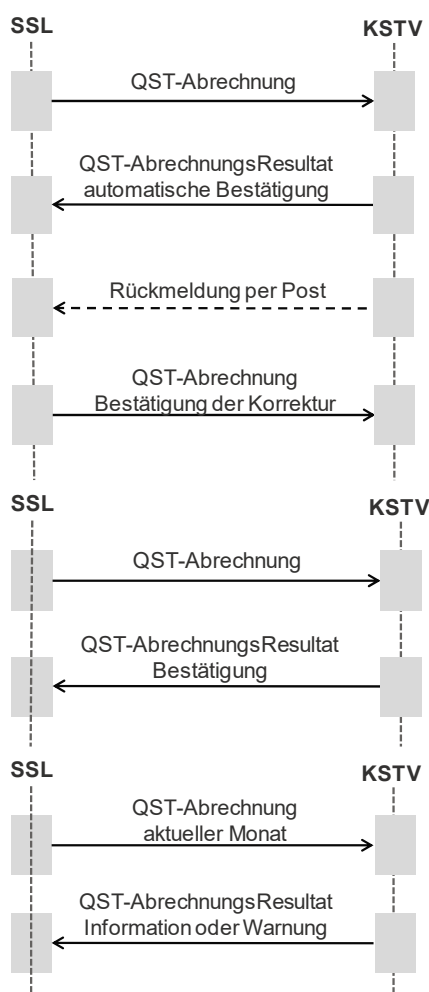 SSL
KSTV
QST-Abrechnung
QST-AbrechnungsResultat
automatische Bestätigung
Rückmeldung per Post
QST-Abrechnung
Bestätigung der Korrektur
SSL
KSTV
QST-Abrechnung
QST-AbrechnungsResultat
Bestätigung
SSL
KSTV
QST-Abrechnung
aktueller Monat
QST-AbrechnungsResultat
Information oder Warnung